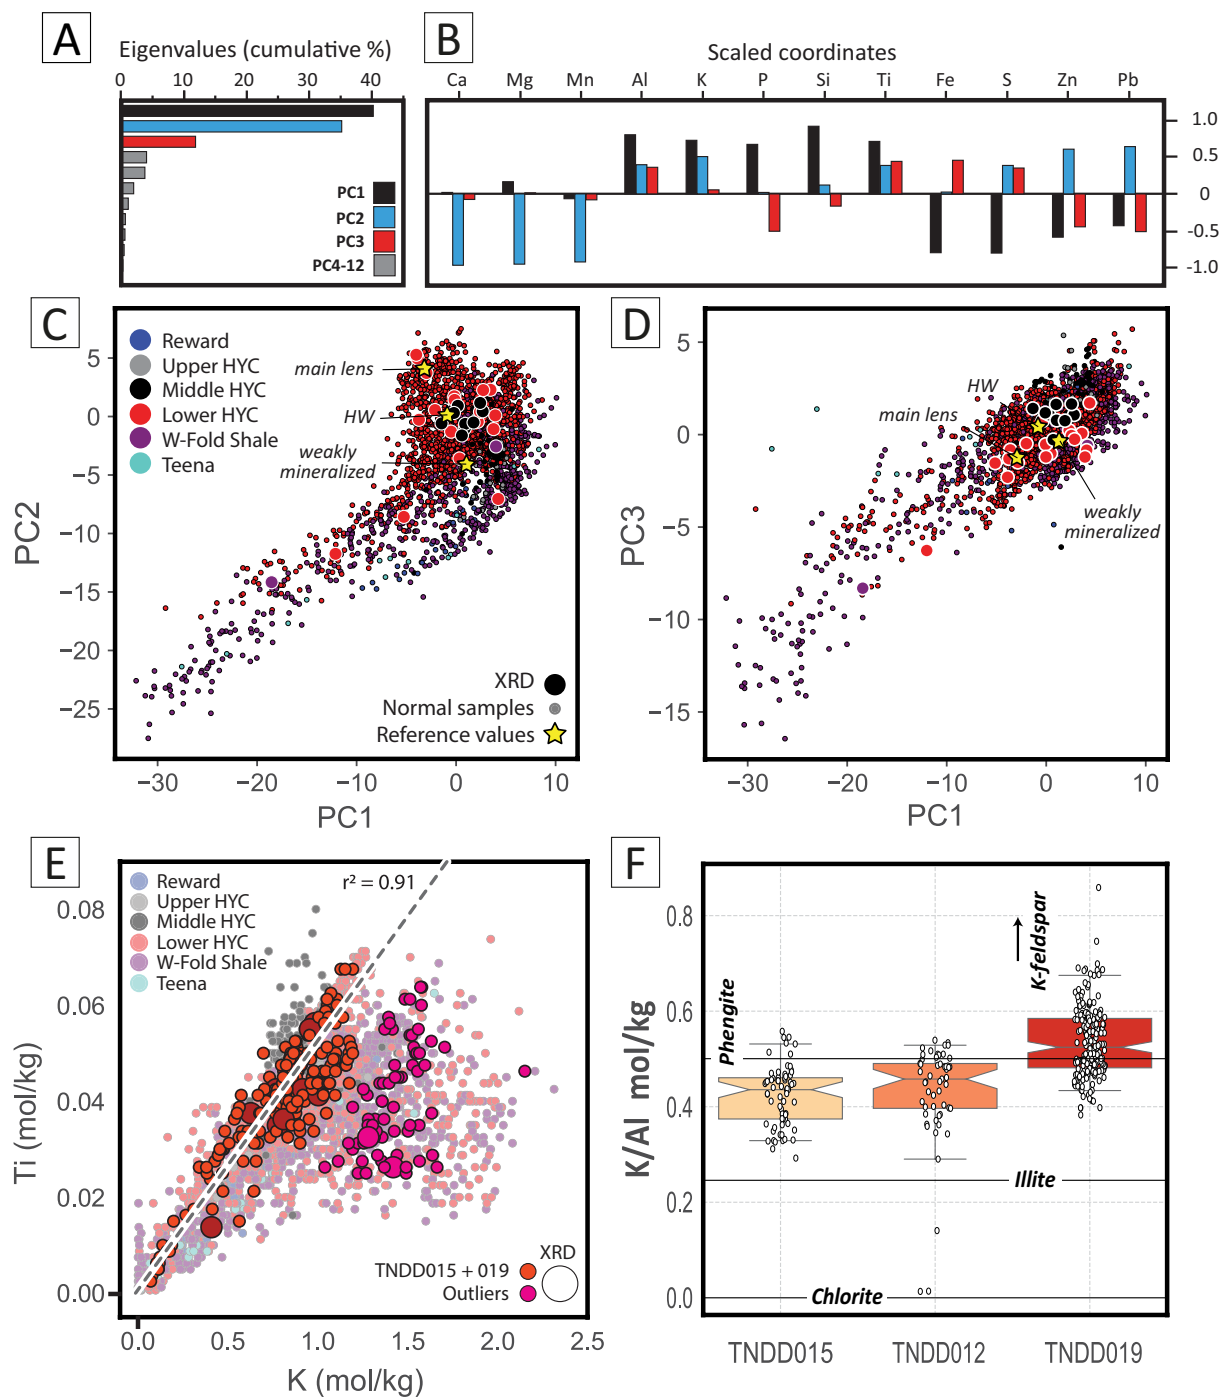 A
Eigenvalues (cumulative %)
0 10 20 30 40
PC1
PC2
PC3
PC4-12
B
Scaled coordinates
Ca Mg Mn Al K P Si Ti Fe S Zn Pb
1.0
0.5
0
-0.5
-1.0
C
Reward
Upper HYC
Middle HYC
Lower HYC
W-Fold Shale
Teena
main lens
HW
weakly
mineralized
XRD
Normal samples
Reference values
5
0
−5
−10
−15
−20
−25
PC2
−30 −20 −10 0 10
PC1
D
HW
main lens
weakly
mineralized
5
0
−5
−10
−15
PC3
−30 −20 −10 0 10
PC1
E
r² = 0.91
Reward
Upper HYC
Middle HYC
Lower HYC
W-Fold Shale
Teena
XRD
TNDD015 + 019
Outliers
0.08
0.06
0.04
0.02
0.00
Ti (mol/kg)
0.0 0.5 1.0 1.5 2.0 2.5
K (mol/kg)
F
K-feldspar
Phengite
Illite
Chlorite
0.8
0.6
0.4
0.2
0.0
K/Al mol/kg
TNDD015 TNDD012 TNDD019